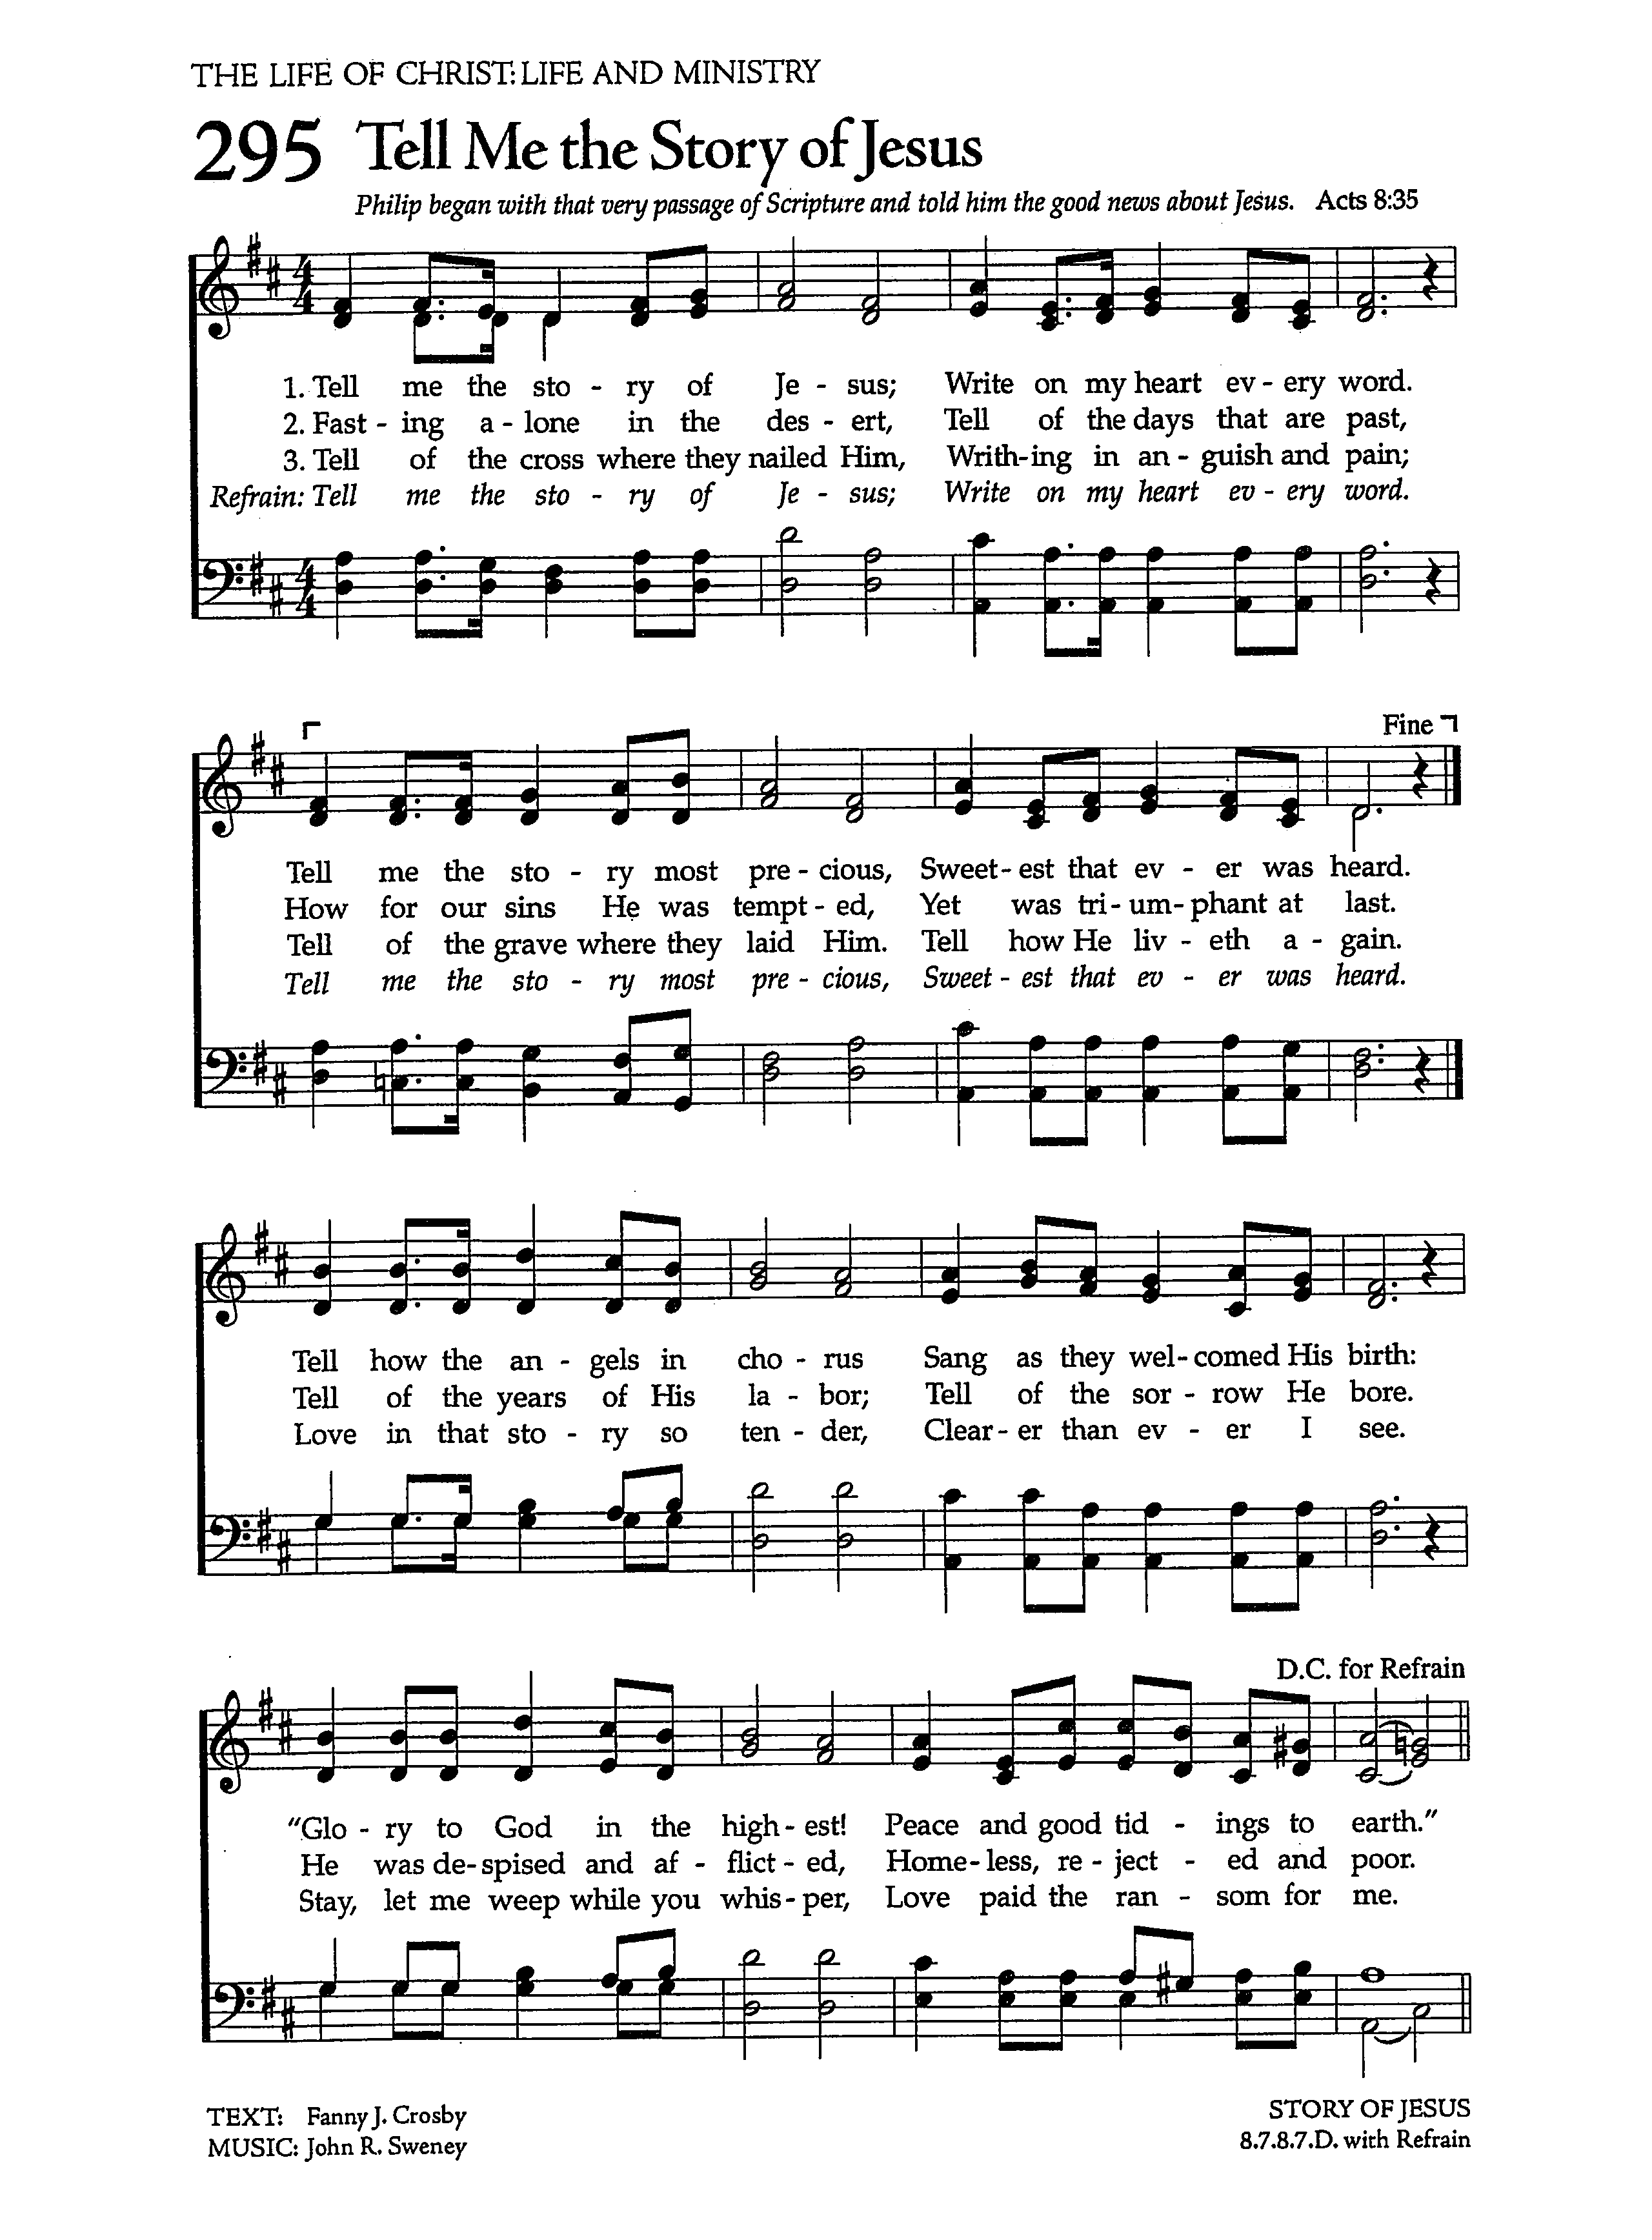 THE LIFE OF CHRIST: LIFE AND MINISTRY
295 Tell Me the Story of Jesus
Philip began with that very passage of Scripture and told him the good news about Jesus. Acts 8:35
1. Tell me the sto - ry of Je - sus; Write on my heart ev - ery word.
2. Fast - ing a - lone in the des - ert, Tell of the days that are past,
3. Tell of the cross where they nailed Him, Writh-ing in an - guish and pain;
Refrain: Tell me the sto - ry of Je - sus; Write on my heart ev - ery word.
Fine
Tell me the sto - ry most pre - cious, Sweet - est that ev - er was heard.
How for our sins He was tempt - ed, Yet was tri - um - phant at last.
Tell of the grave where they laid Him. Tell how He liv - eth a - gain.
Tell me the sto - ry most pre - cious, Sweet - est that ev - er was heard.
Tell how the an - gels in cho - rus Sang as they wel - comed His birth:
Tell of the years of His la - bor; Tell of the sor - row He bore.
Love in that sto - ry so ten - der, Clear - er than ev - er I see.
D.C. for Refrain
"Glo - ry to God in the high - est! Peace and good tid - ings to earth."
He was de - spised and af - flict - ed, Home - less, re - ject - ed and poor.
Stay, let me weep while you whis - per, Love paid the ran - som for me.
TEXT: Fanny J. Crosby
MUSIC: John R. Sweney
STORY OF JESUS
8.7.8.7.D. with Refrain